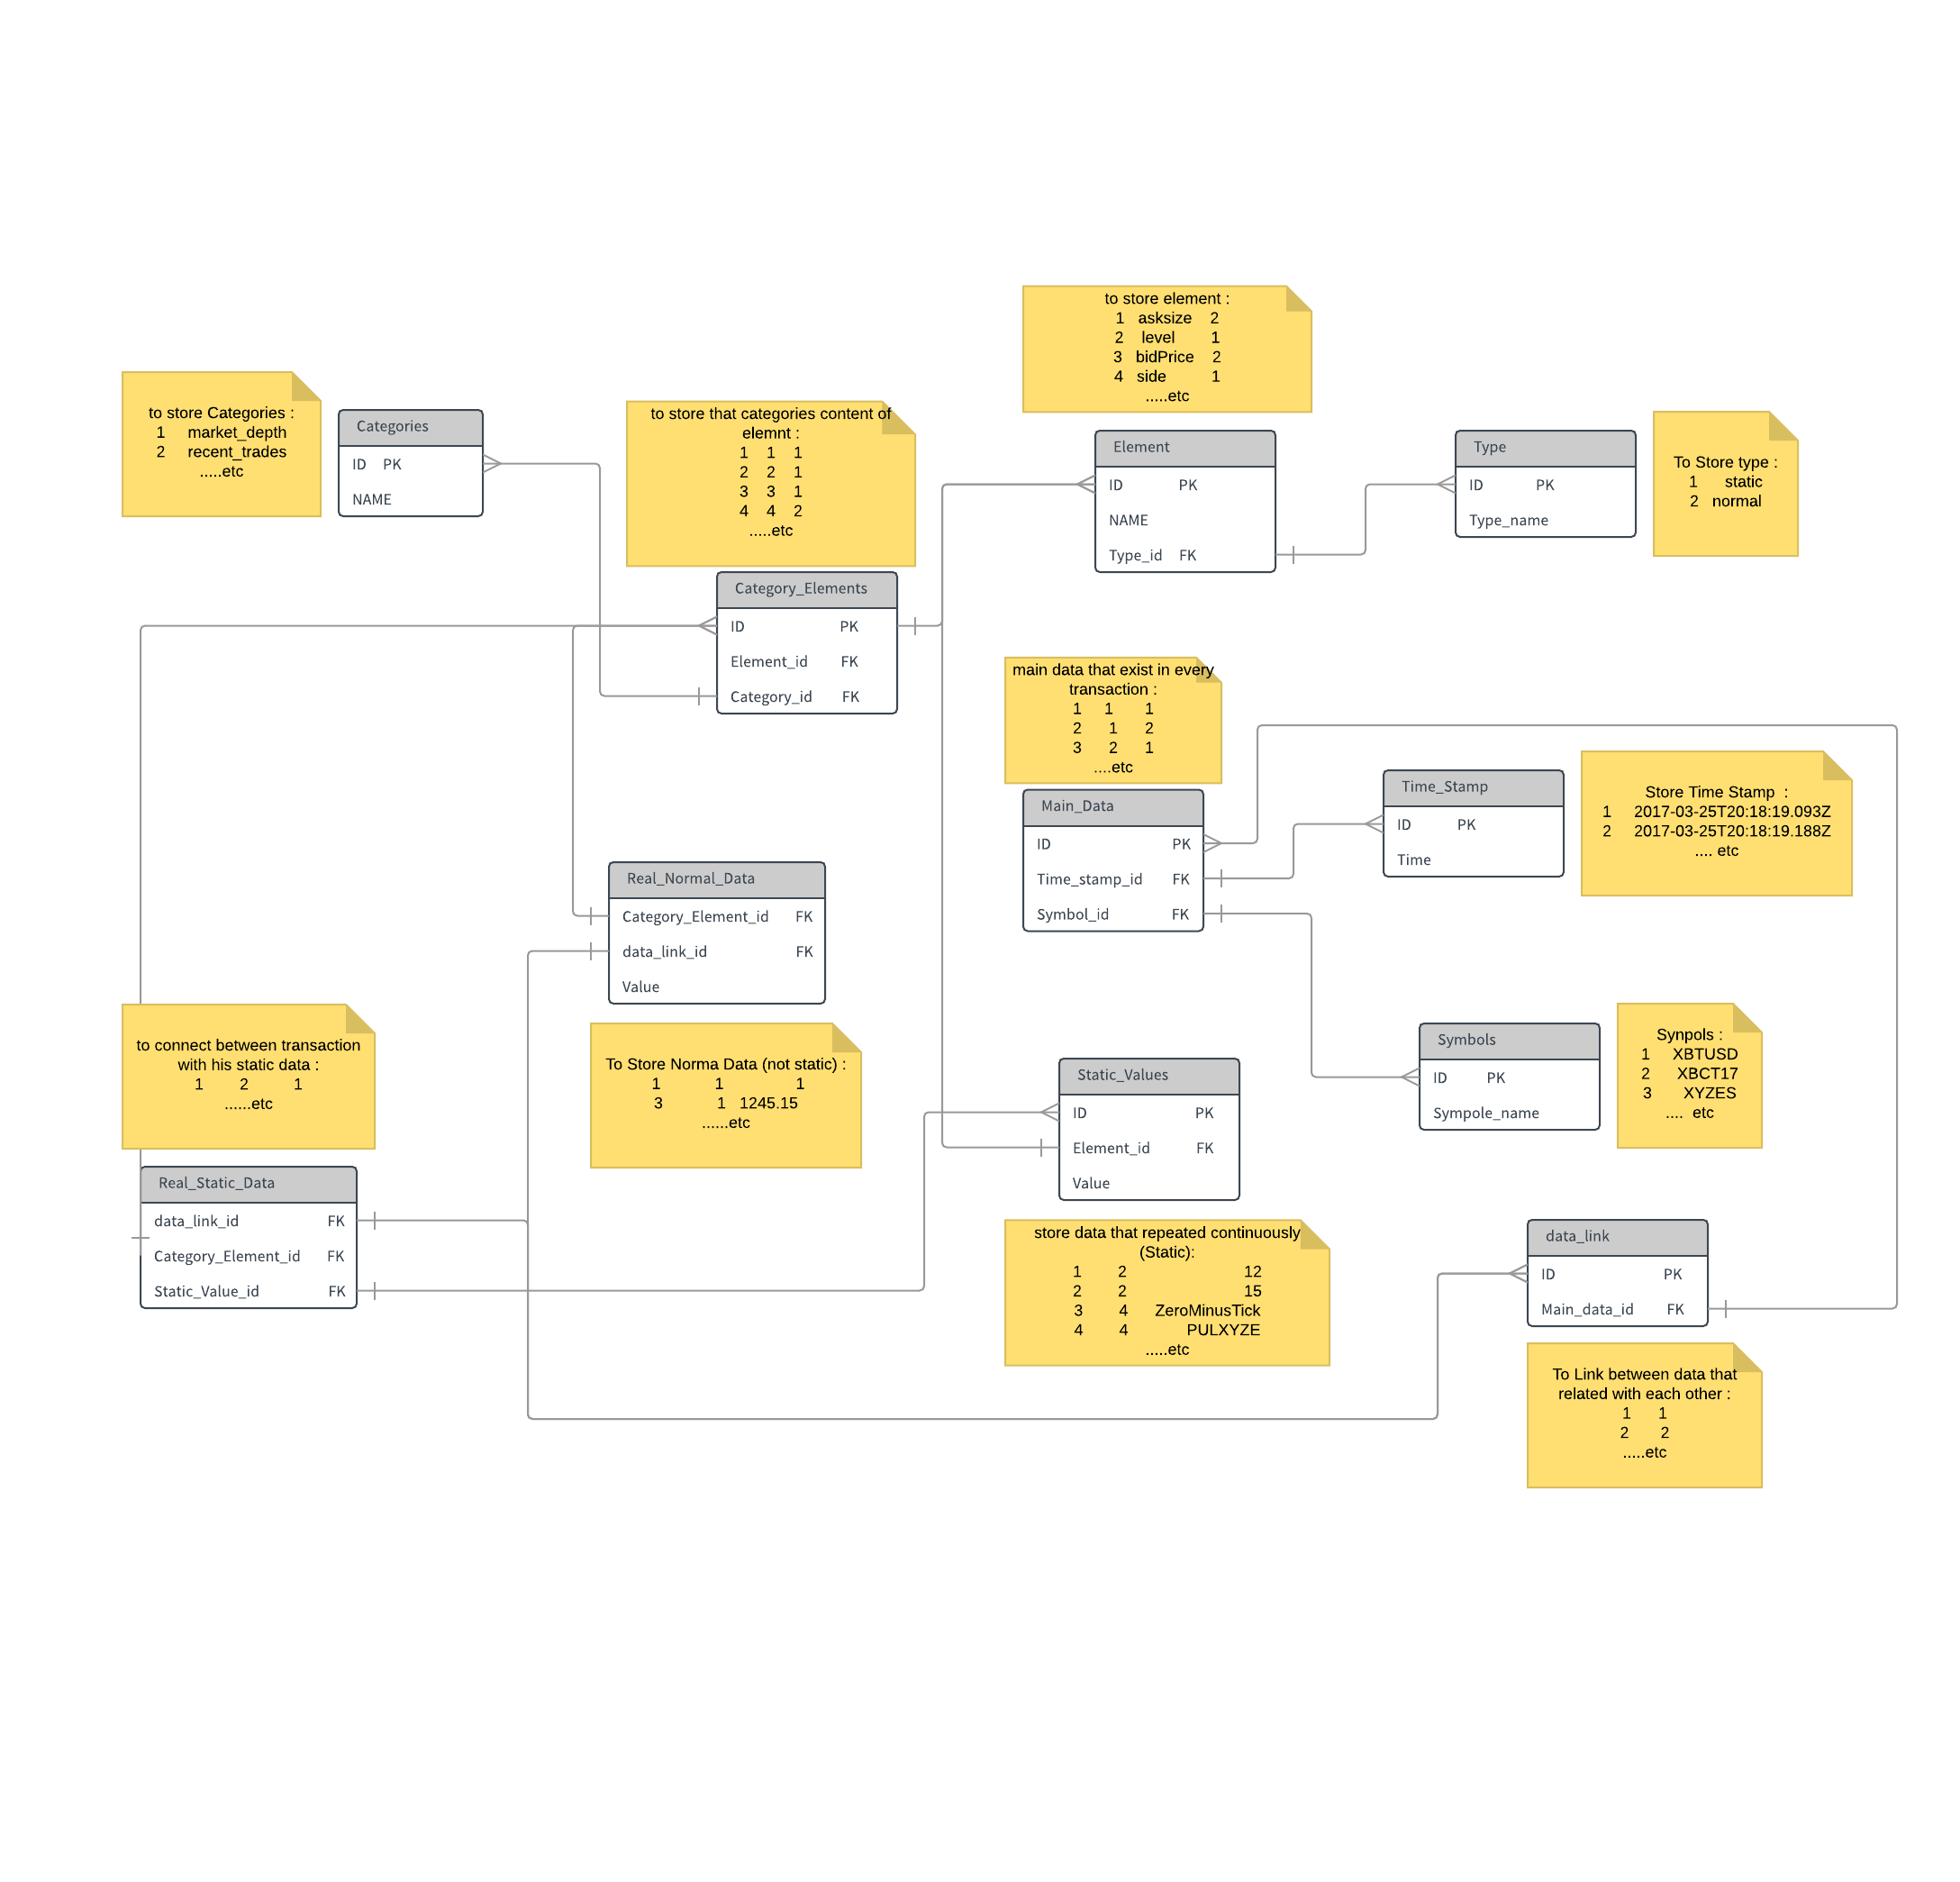 to store element :
1 asksize 2
2 level 1
3 bidPrice 2
4 side 1
.....etc
to store Categories :
1 market_depth
2 recent_trades
.....etc
Categories
ID PK
NAME
to store that categories content of
elemnt :
1 1 1
2 2 1
3 3 1
4 4 2
.....etc
Element
ID PK
NAME
Type_id FK
Type
ID PK
Type_name
To Store type :
1 static
2 normal
Category_Elements
ID PK
Element_id FK
Category_id FK
main data that exist in every
transaction :
1 1 1
2 1 2
3 2 1
....etc
Main_Data
ID PK
Time_stamp_id FK
Symbol_id FK
Time_Stamp
ID PK
Time
Store Time Stamp :
1 2017-03-25T20:18:19.093Z
2 2017-03-25T20:18:19.188Z
.... etc
Real_Normal_Data
Category_Element_id FK
data_link_id FK
Value
to connect between transaction
with his static data :
1 2 1
......etc
To Store Norma Data (not static) :
1 1 1
3 1 1245.15
......etc
Static_Values
ID PK
Element_id FK
Value
Symbols
ID PK
Sympole_name
Synpols :
1 XBTUSD
2 XBCT17
3 XYZES
.... etc
Real_Static_Data
data_link_id FK
Category_Element_id FK
Static_Value_id FK
store data that repeated continuously
(Static):
1 2 12
2 2 15
3 4 ZeroMinusTick
4 4 PULXYZE
.....etc
data_link
ID PK
Main_data_id FK
To Link between data that
related with each other :
1 1
2 2
.....etc